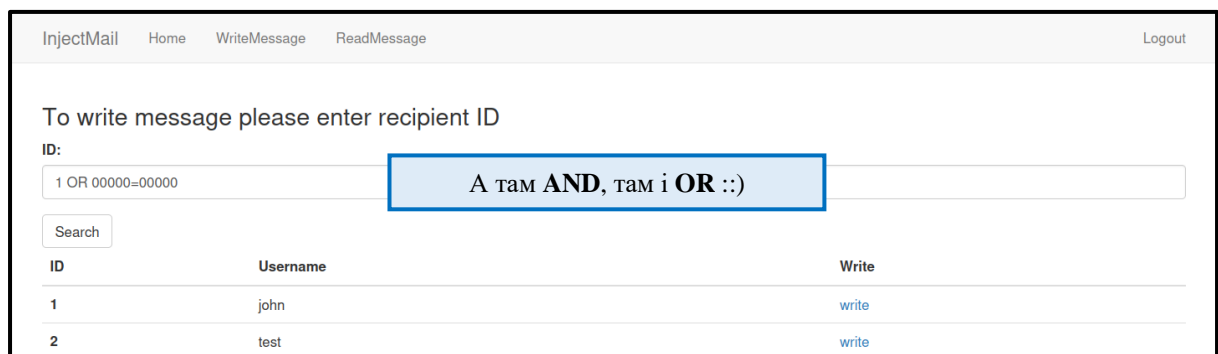 InjectMail Home WriteMessage ReadMessage Logout
To write message please enter recipient ID
ID:
1 OR 00000=00000
А там AND, там і OR ::)
Search
ID Username Write
1 john write
2 test write